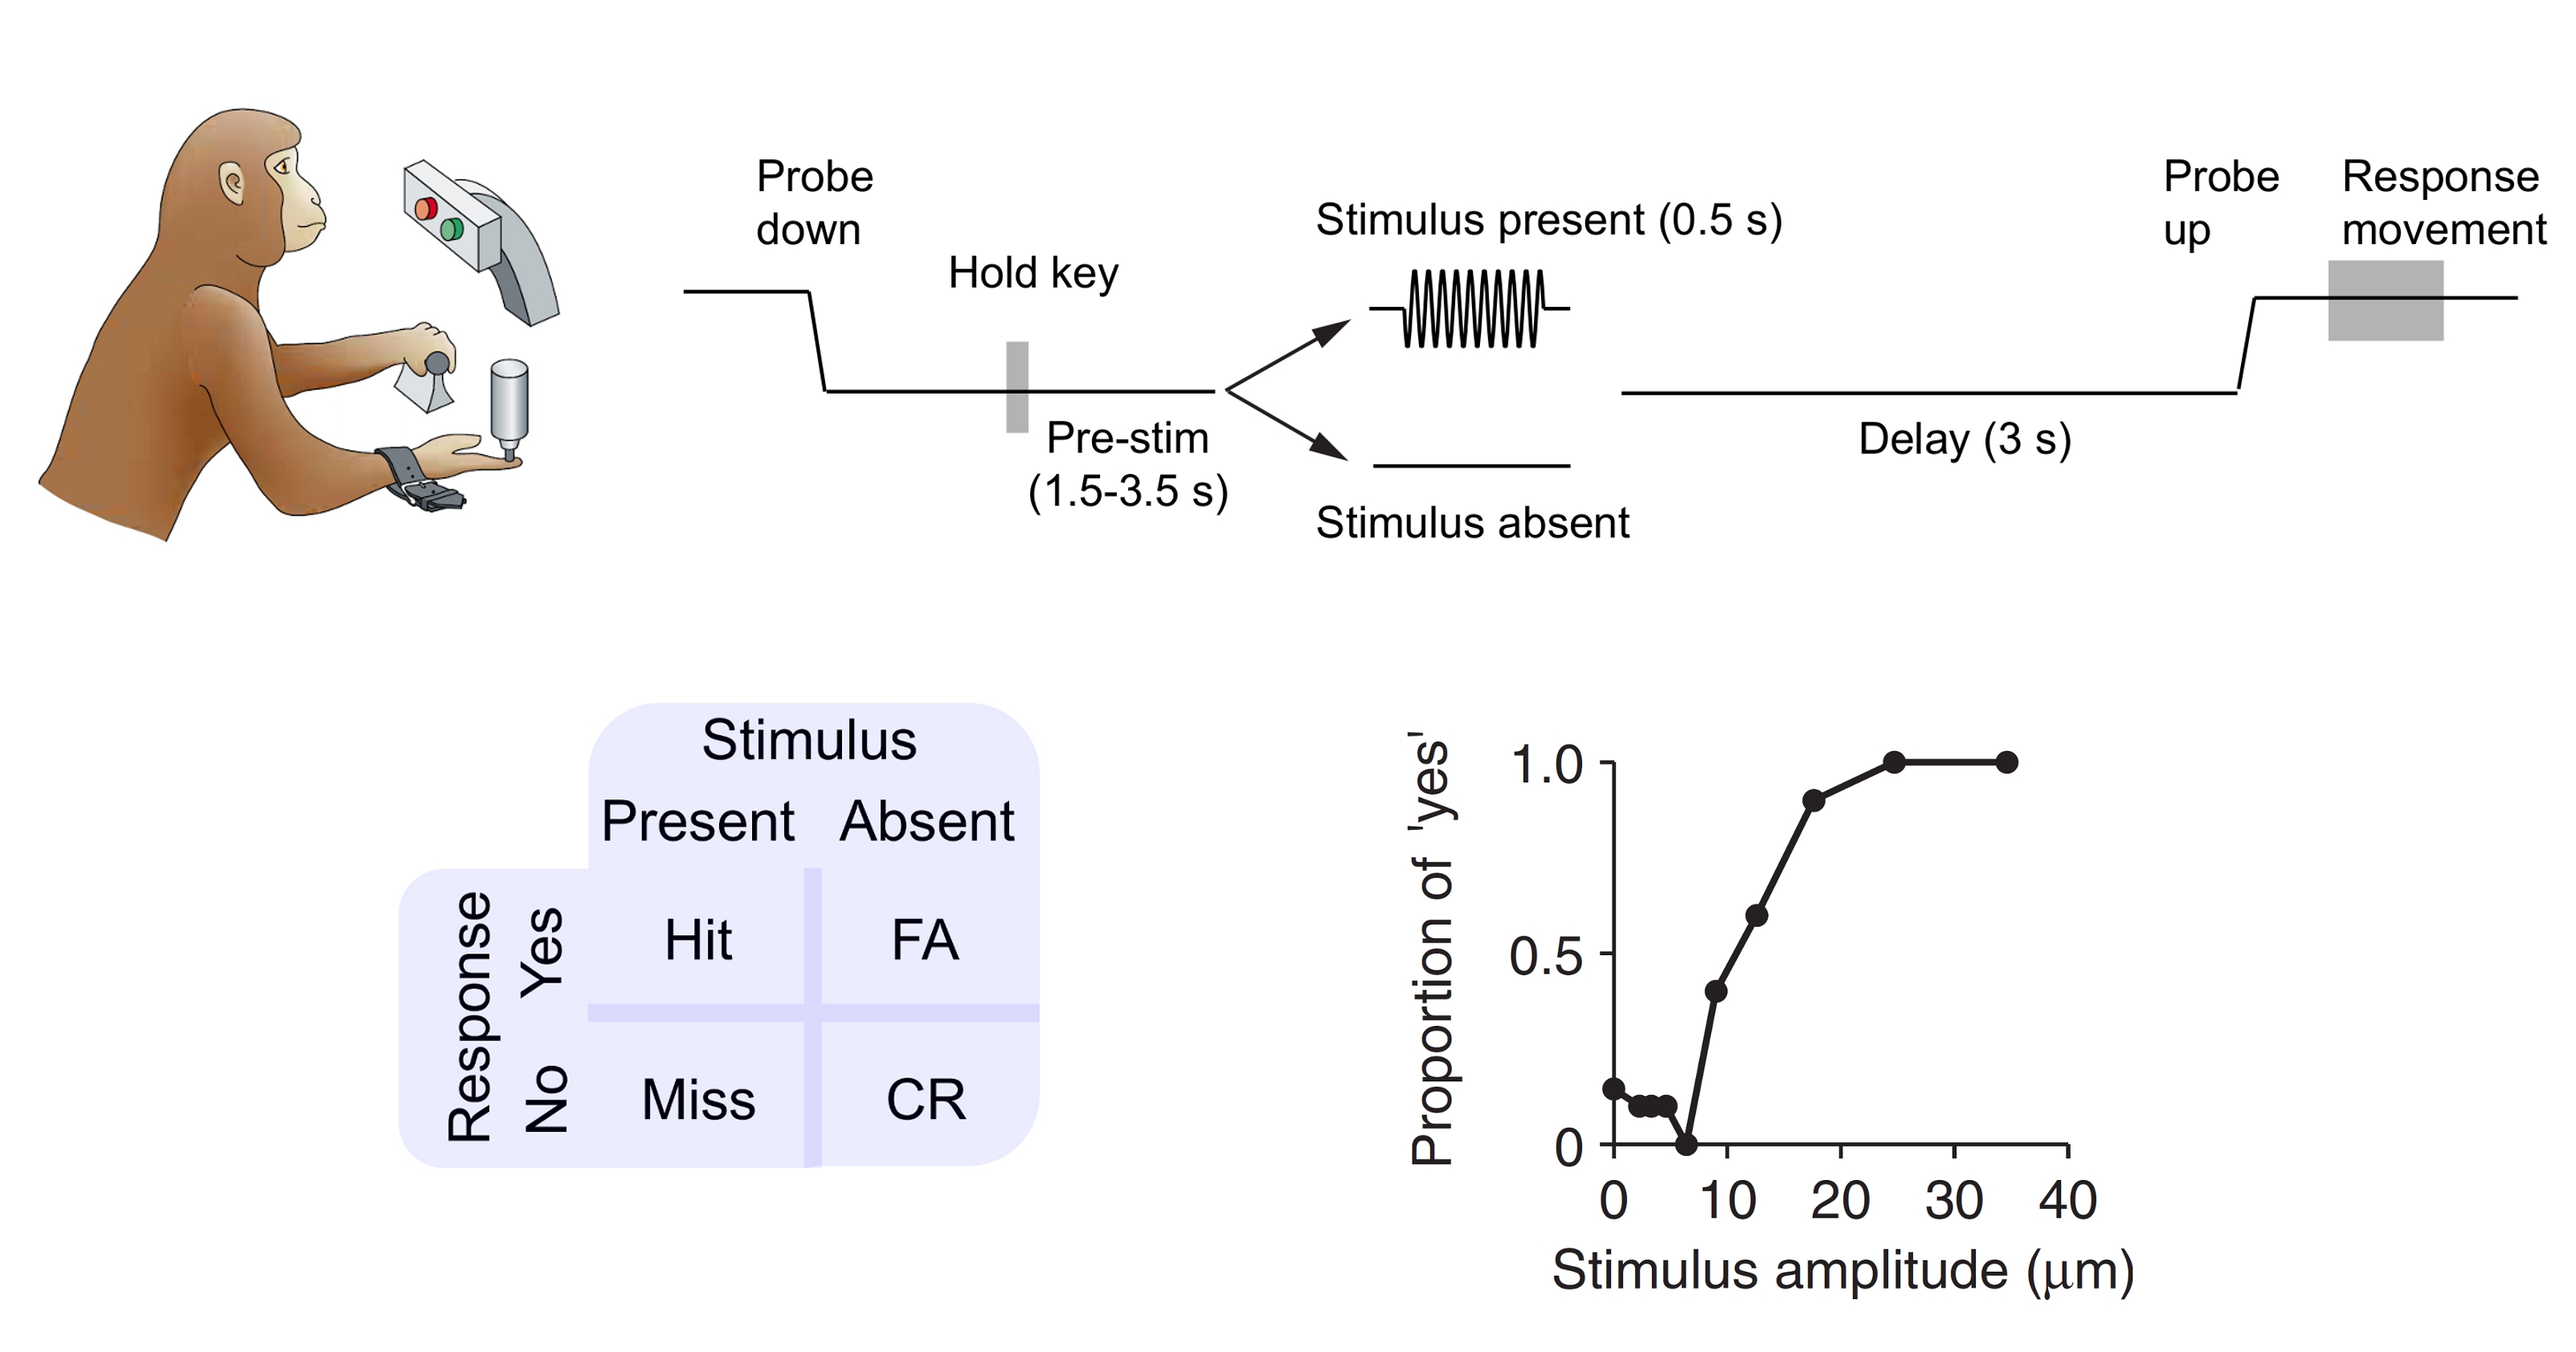 Probe
down
Hold key
Pre-stim
(1.5-3.5 s)
Stimulus present (0.5 s)
Stimulus absent
Delay (3 s)
Probe
up
Response
movement
Stimulus
Present Absent
Response
Yes
No
Hit FA
Miss CR
Proportion of 'yes'
1.0
0.5
0
0 10 20 30 40
Stimulus amplitude (μm)